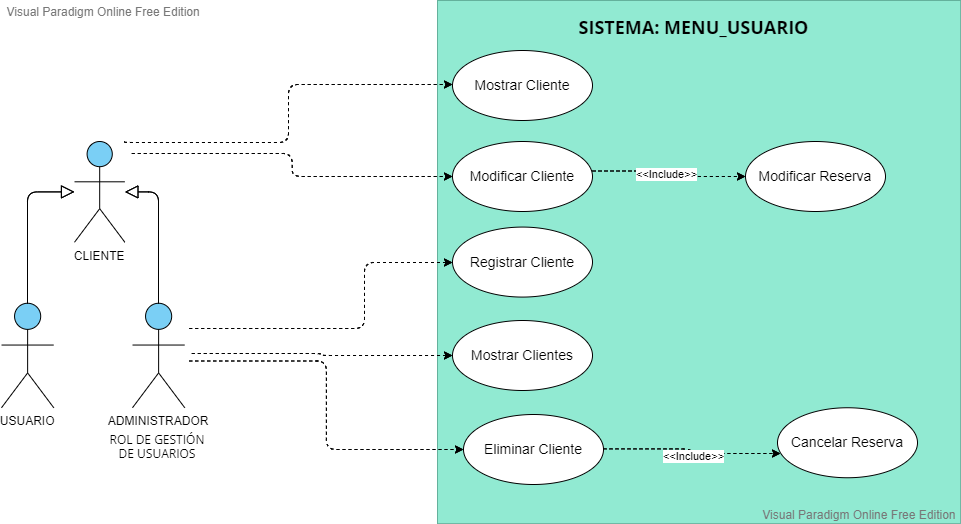 Visual Paradigm Online Free Edition
SISTEMA: MENU_USUARIO
Mostrar Cliente
Modificar Cliente
<<Include>>
Modificar Reserva
CLIENTE
Registrar Cliente
Mostrar Clientes
USUARIO
ADMINISTRADOR
ROL DE GESTIÓN
DE USUARIOS
Eliminar Cliente
<<Include>>
Cancelar Reserva
Visual Paradigm Online Free Edition